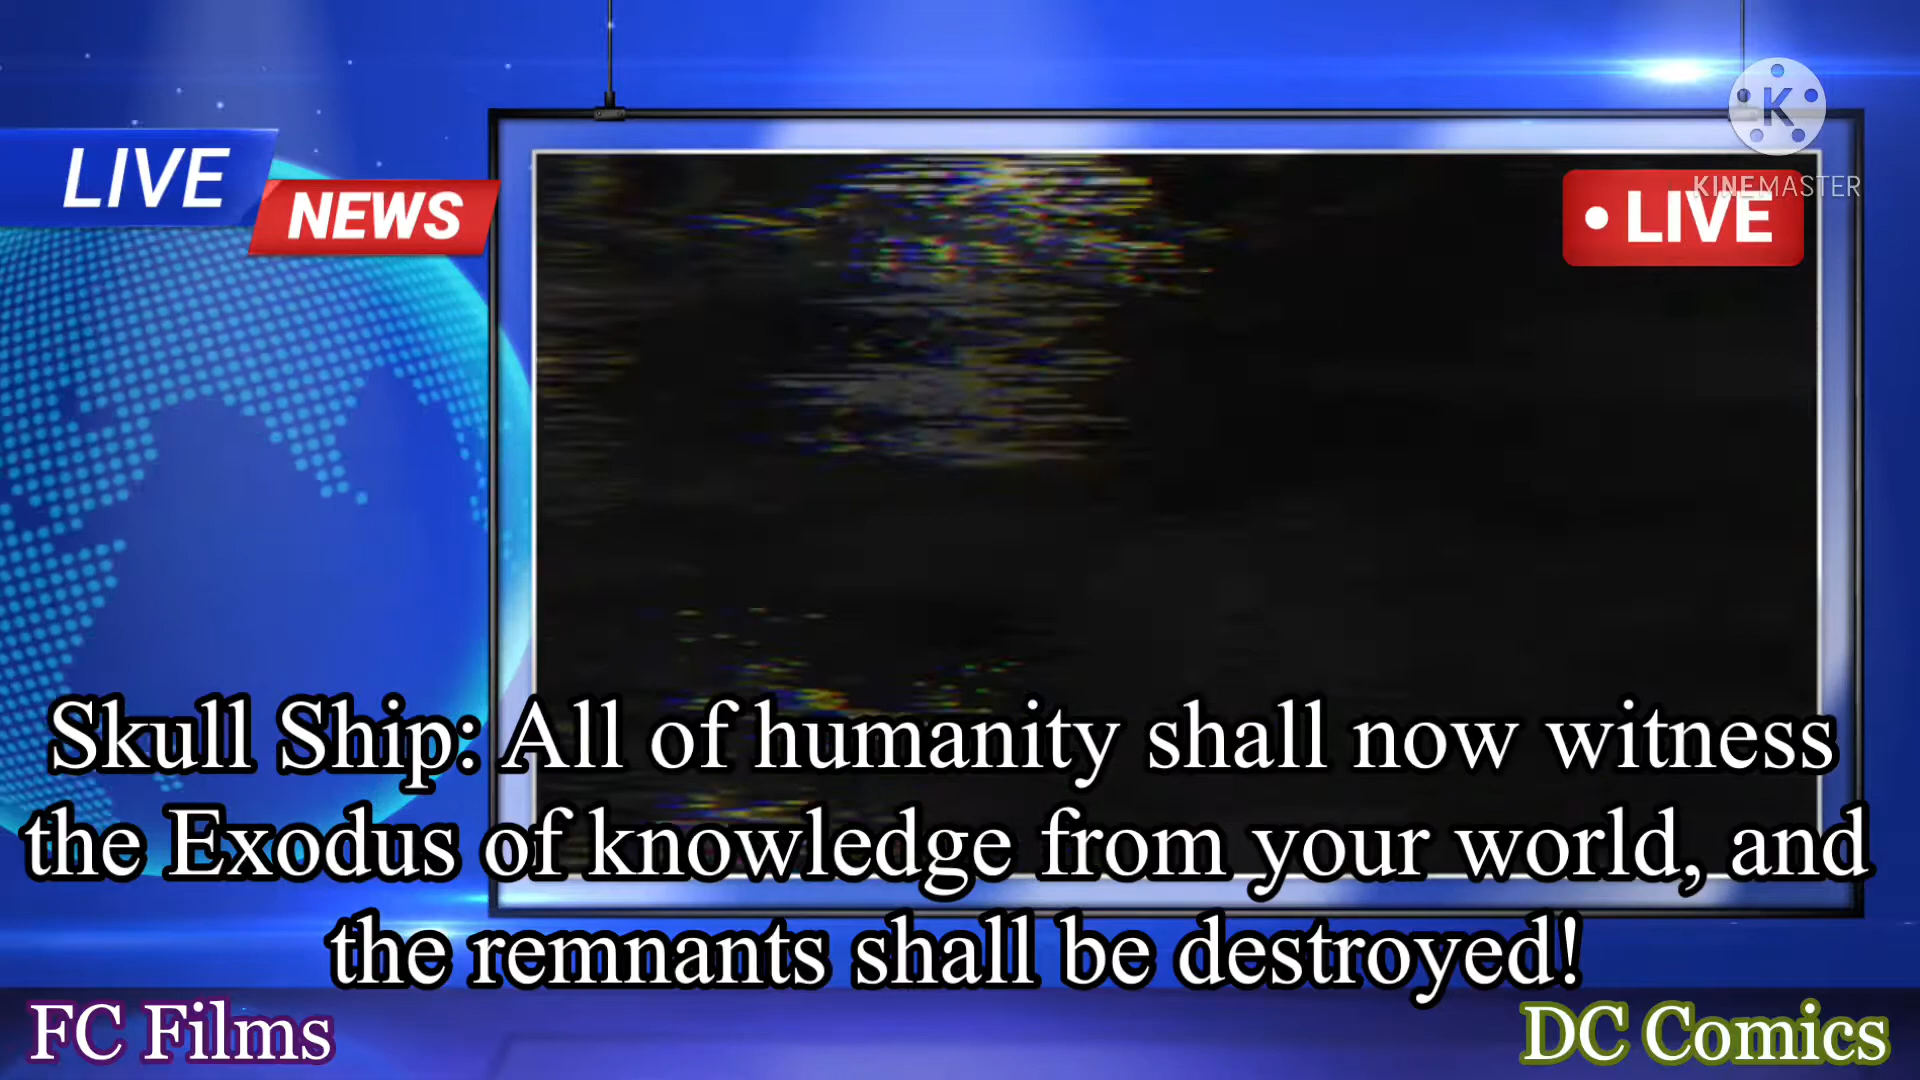 LIVE
NEWS
K
KINEMASTER
• LIVE
Skull Ship: All of humanity shall now witness
the Exodus of knowledge from your world, and
the remnants shall be destroyed!
FC Films
DC Comics